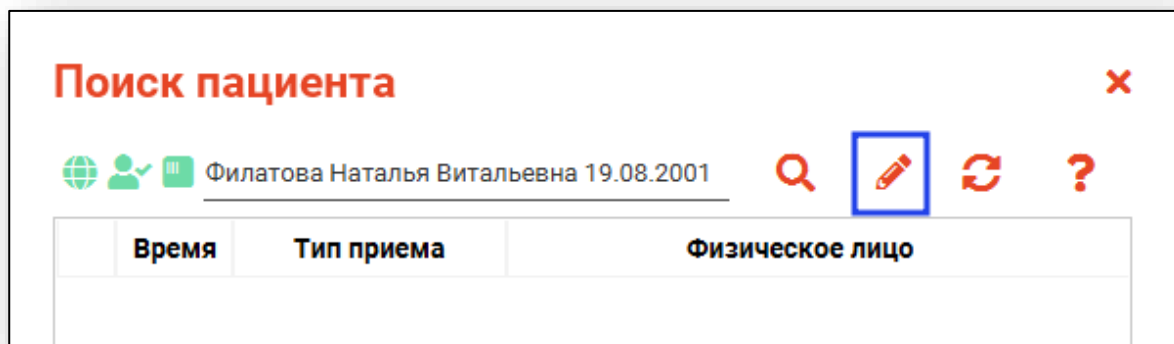 Поиск пациента
Филатова Наталья Витальевна 19.08.2001
?
Время Тип приема Физическое лицо